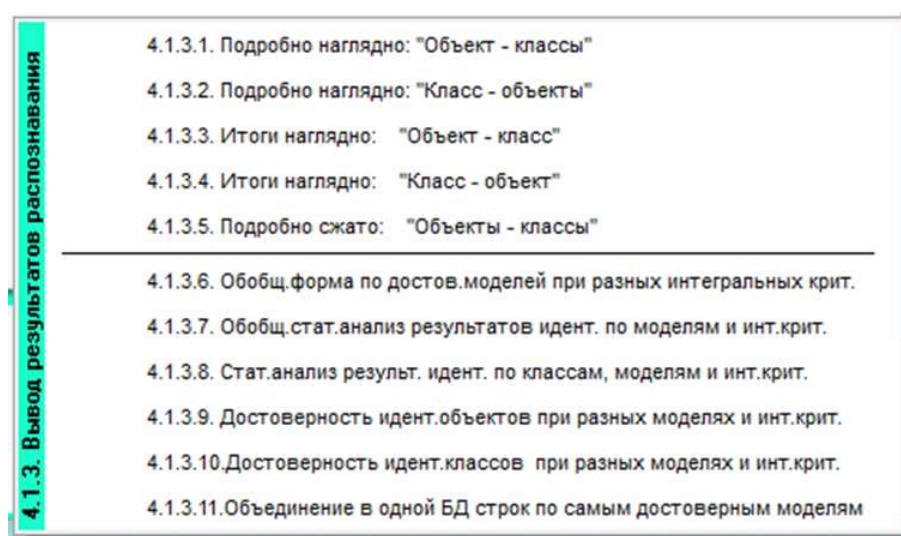 4.1.3. Вывод результатов распознавания
4.1.3.1. Подробно наглядно: "Объект - классы"
4.1.3.2. Подробно наглядно: "Класс - объекты"
4.1.3.3. Итоги наглядно: "Объект - класс"
4.1.3.4. Итоги наглядно: "Класс - объект"
4.1.3.5. Подробно сжато: "Объекты - классы"
4.1.3.6. Обобщ.форма по достов.моделей при разных интегральных крит.
4.1.3.7. Обобщ.стат.анализ результатов идент. по моделям и инт.крит.
4.1.3.8. Стат.анализ результ. идент. по классам, моделям и инт.крит.
4.1.3.9. Достоверность идент.объектов при разных моделях и инт.крит.
4.1.3.10.Достоверность идент.классов при разных моделях и инт.крит.
4.1.3.11.Объединение в одной БД строк по самым достоверным моделям